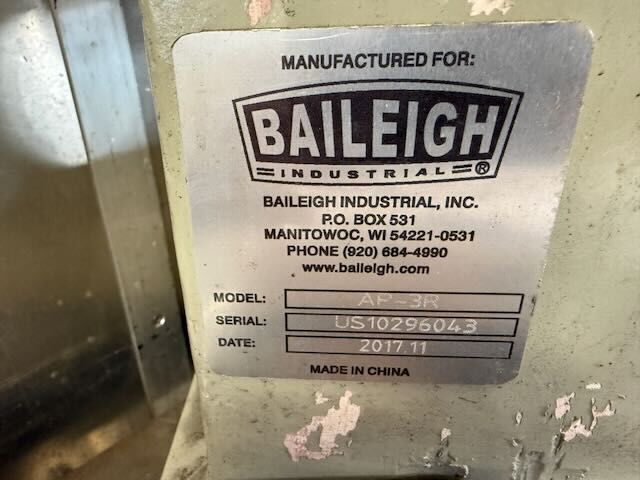 MANUFACTURED FOR:
BAILEIGH
INDUSTRIAL ®
BAILEIGH INDUSTRIAL, INC.
P.O. BOX 531
MANITOWOC, WI 54221-0531
PHONE (920) 684-4990
www.baileigh.com
MODEL: AP-3R
SERIAL: US10296043
DATE: 2017.11
MADE IN CHINA